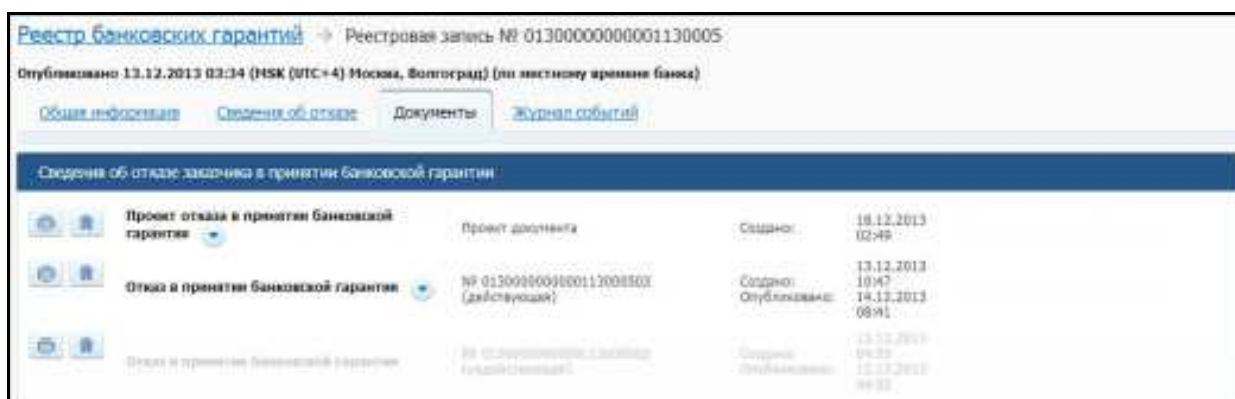 Реестр банковских гарантий → Реестровая запись № 01300000000001130005
Опубликовано 13.12.2013 03:34 (MSK (UTC+4) Москва, Волгоград) (по местному времени банка)
Общая информация Сведения об отказе Документы Журнал событий
Сведения об отказе заказчика в принятии банковской гарантии
Проект отказа в принятии банковской
гарантии
Проект документа
Создано:
18.12.2013
02:49
Отказ в принятии банковской гарантии
(действующая)
Создано:
Опубликовано:
13.12.2013
10:47
14.12.2013
08:41
Отказ в принятии банковской гарантии
(недействующая)
Создано:
Опубликовано: